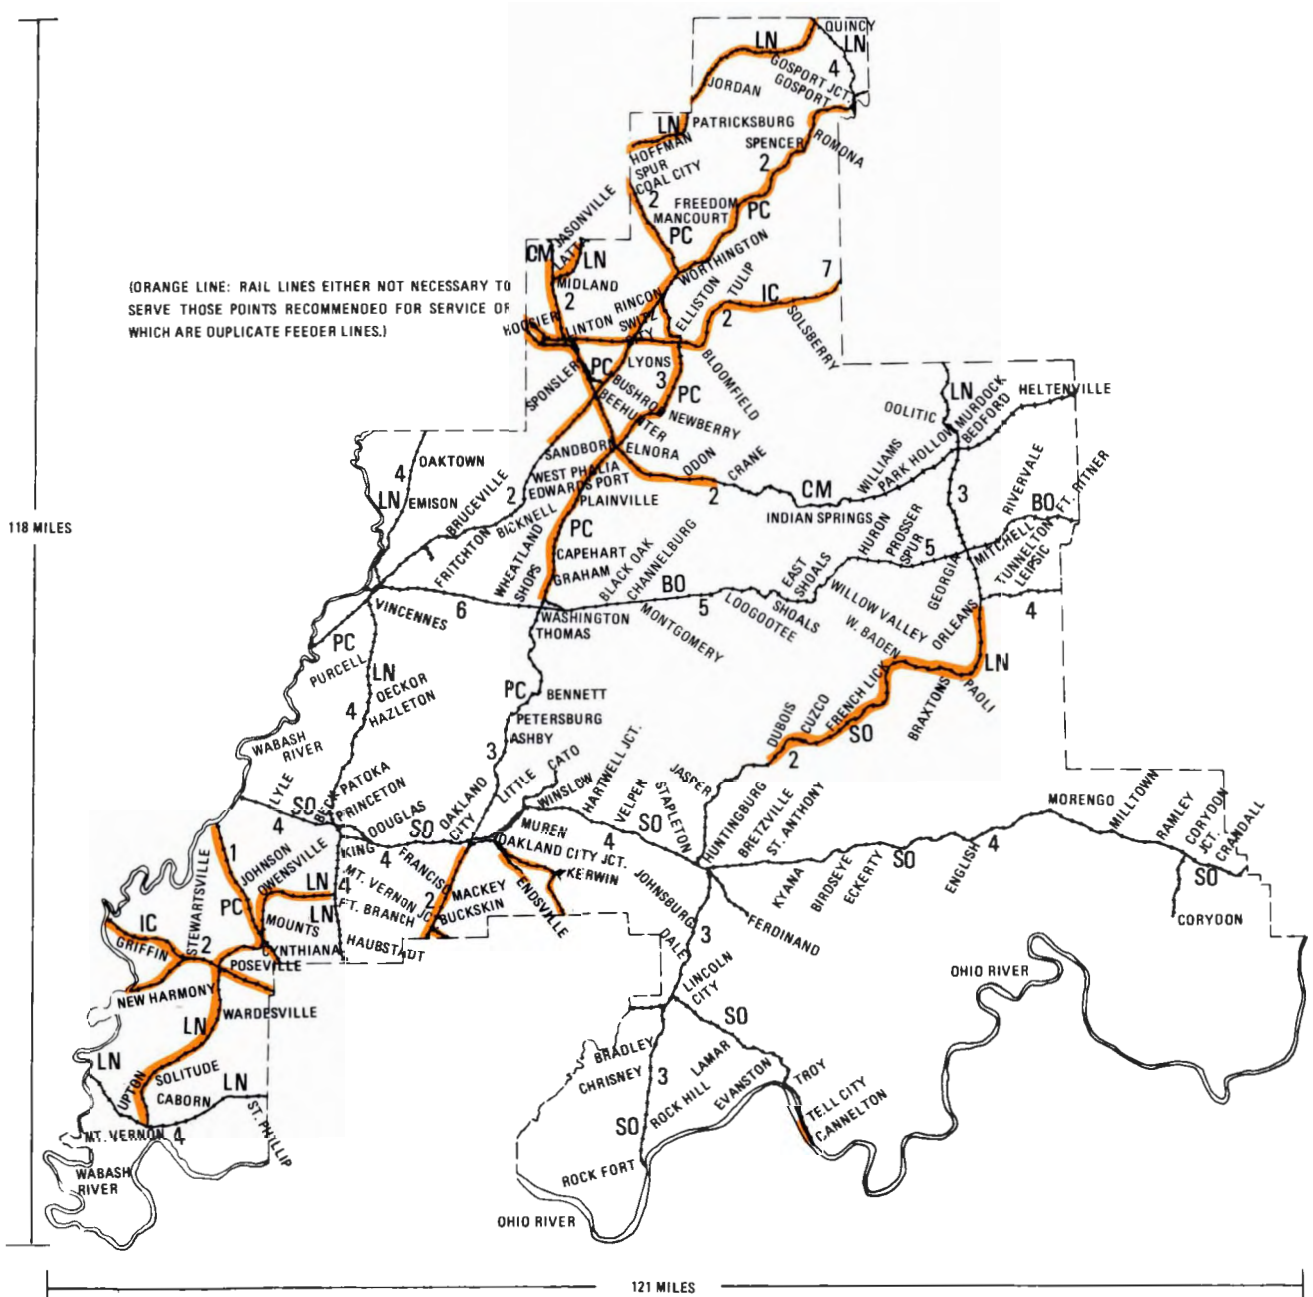 QUINCY
LN
LN
GOSPORT JCT.
4
GOSPORT
JORDAN
LN
PATRICKSBURG
HOFFMAN
SPUR
COAL CITY
SPENCER
ROMONA
2
2
FREEDOM
MANCOURT
PC
PC
JASONVILLE
LATTA
CM
LN
MIDLAND
2
WORTHINGTON
(ORANGE LINE: RAIL LINES EITHER NOT NECESSARY TO
SERVE THOSE POINTS RECOMMENDED FOR SERVICE OR
WHICH ARE DUPLICATE FEEDER LINES.)
HOOSIER
LINTON
RINCON
SWITZ
CITY
ELLISTON
TULIP
IC
7
2
SOLSBERRY
BLOOMFIELD
SPONSLER
PC
LYONS
BUSHROD
BEEHUNTER
3
PC
NEWBERRY
SANDBORN
ELNORA
WEST PHALIA
EDWARDSPORT
PLAINVILLE
ODON
CRANE
2
CM
INDIAN SPRINGS
WILLIAMS
PARK HOLLOW
MURDOCK
BEDFORD
OOLITIC
LN
HELTENVILLE
118 MILES
OAKTOWN
4
LN
EMISON
BRUCEVILLE
2
BICKNELL
FRITCHTON
WHEATLAND
SHOPS
PC
CAPEHART
GRAHAM
BLACK OAK
CHANNELBURG
BO
EAST
SHOALS
HURON
PROSSER
SPUR
5
3
RIVERVALE
BO
FT. RITNER
MITCHELL
TUNNELTON
LEIPSIC
GEORGIA
4
VINCENNES
6
WASHINGTON
THOMAS
MONTGOMERY
5
LOOGOOTEE
SHOALS
WILLOW VALLEY
W. BADEN
ORLEANS
LN
PAOLI
BRAXTONS
FRENCH LICK
SO
CUZCO
DUBOIS
2
PC
PURCELL
LN
DECKOR
HAZLETON
4
PC
BENNETT
PETERSBURG
ASHBY
3
WABASH
RIVER
LYLE
4
SO
PATOKA
PRINCETON
DOUGLAS
SO
4
OAKLAND
CITY
LITTLE
CATO
WINSLOW
HARTWELL JCT.
VELPEN
STAPLETON
SO
4
JASPER
HUNTINGBURG
BRETZVILLE
ST. ANTHONY
MUREN
OAKLAND CITY JCT.
KERWIN
ENDSVILLE
KING
FRANCISO
MT. VERNON JC
FT. BRANCH
HAUBSTADT
2
MACKEY
BUCKSKIN
1
JOHNSON
OWENSVILLE
LN
4
LN
PC
STEWARTSVILLE
MOUNTS
CYNTHIANA
IC
GRIFFIN
2
POSEVILLE
NEW HARMONY
WARDESVILLE
LN
SOLITUDE
UPTON
LN
CABORN
LN
ST. PHILLIP
MT. VERNON
4
WABASH
RIVER
JOHNSBURG
DALE
3
FERDINAND
LINCOLN
CITY
SO
KYANA
BIRDSEYE
ECKERTY
SO
ENGLISH
4
MORENGO
MILLTOWN
RAMLEY
CORYDON
JCT.
CRANDALL
SO
CORYDON
OHIO RIVER
BRADLEY
CHRISNEY
3
LAMAR
ROCK HILL
EVANSTON
TROY
TELL CITY
CANNELTON
SO
ROCK FORT
OHIO RIVER
121 MILES